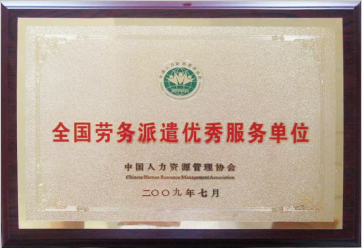 全国劳务派遣优秀服务单位
中国人力资源管理协会
Chinese Human Resource Management Association
二〇〇九年七月